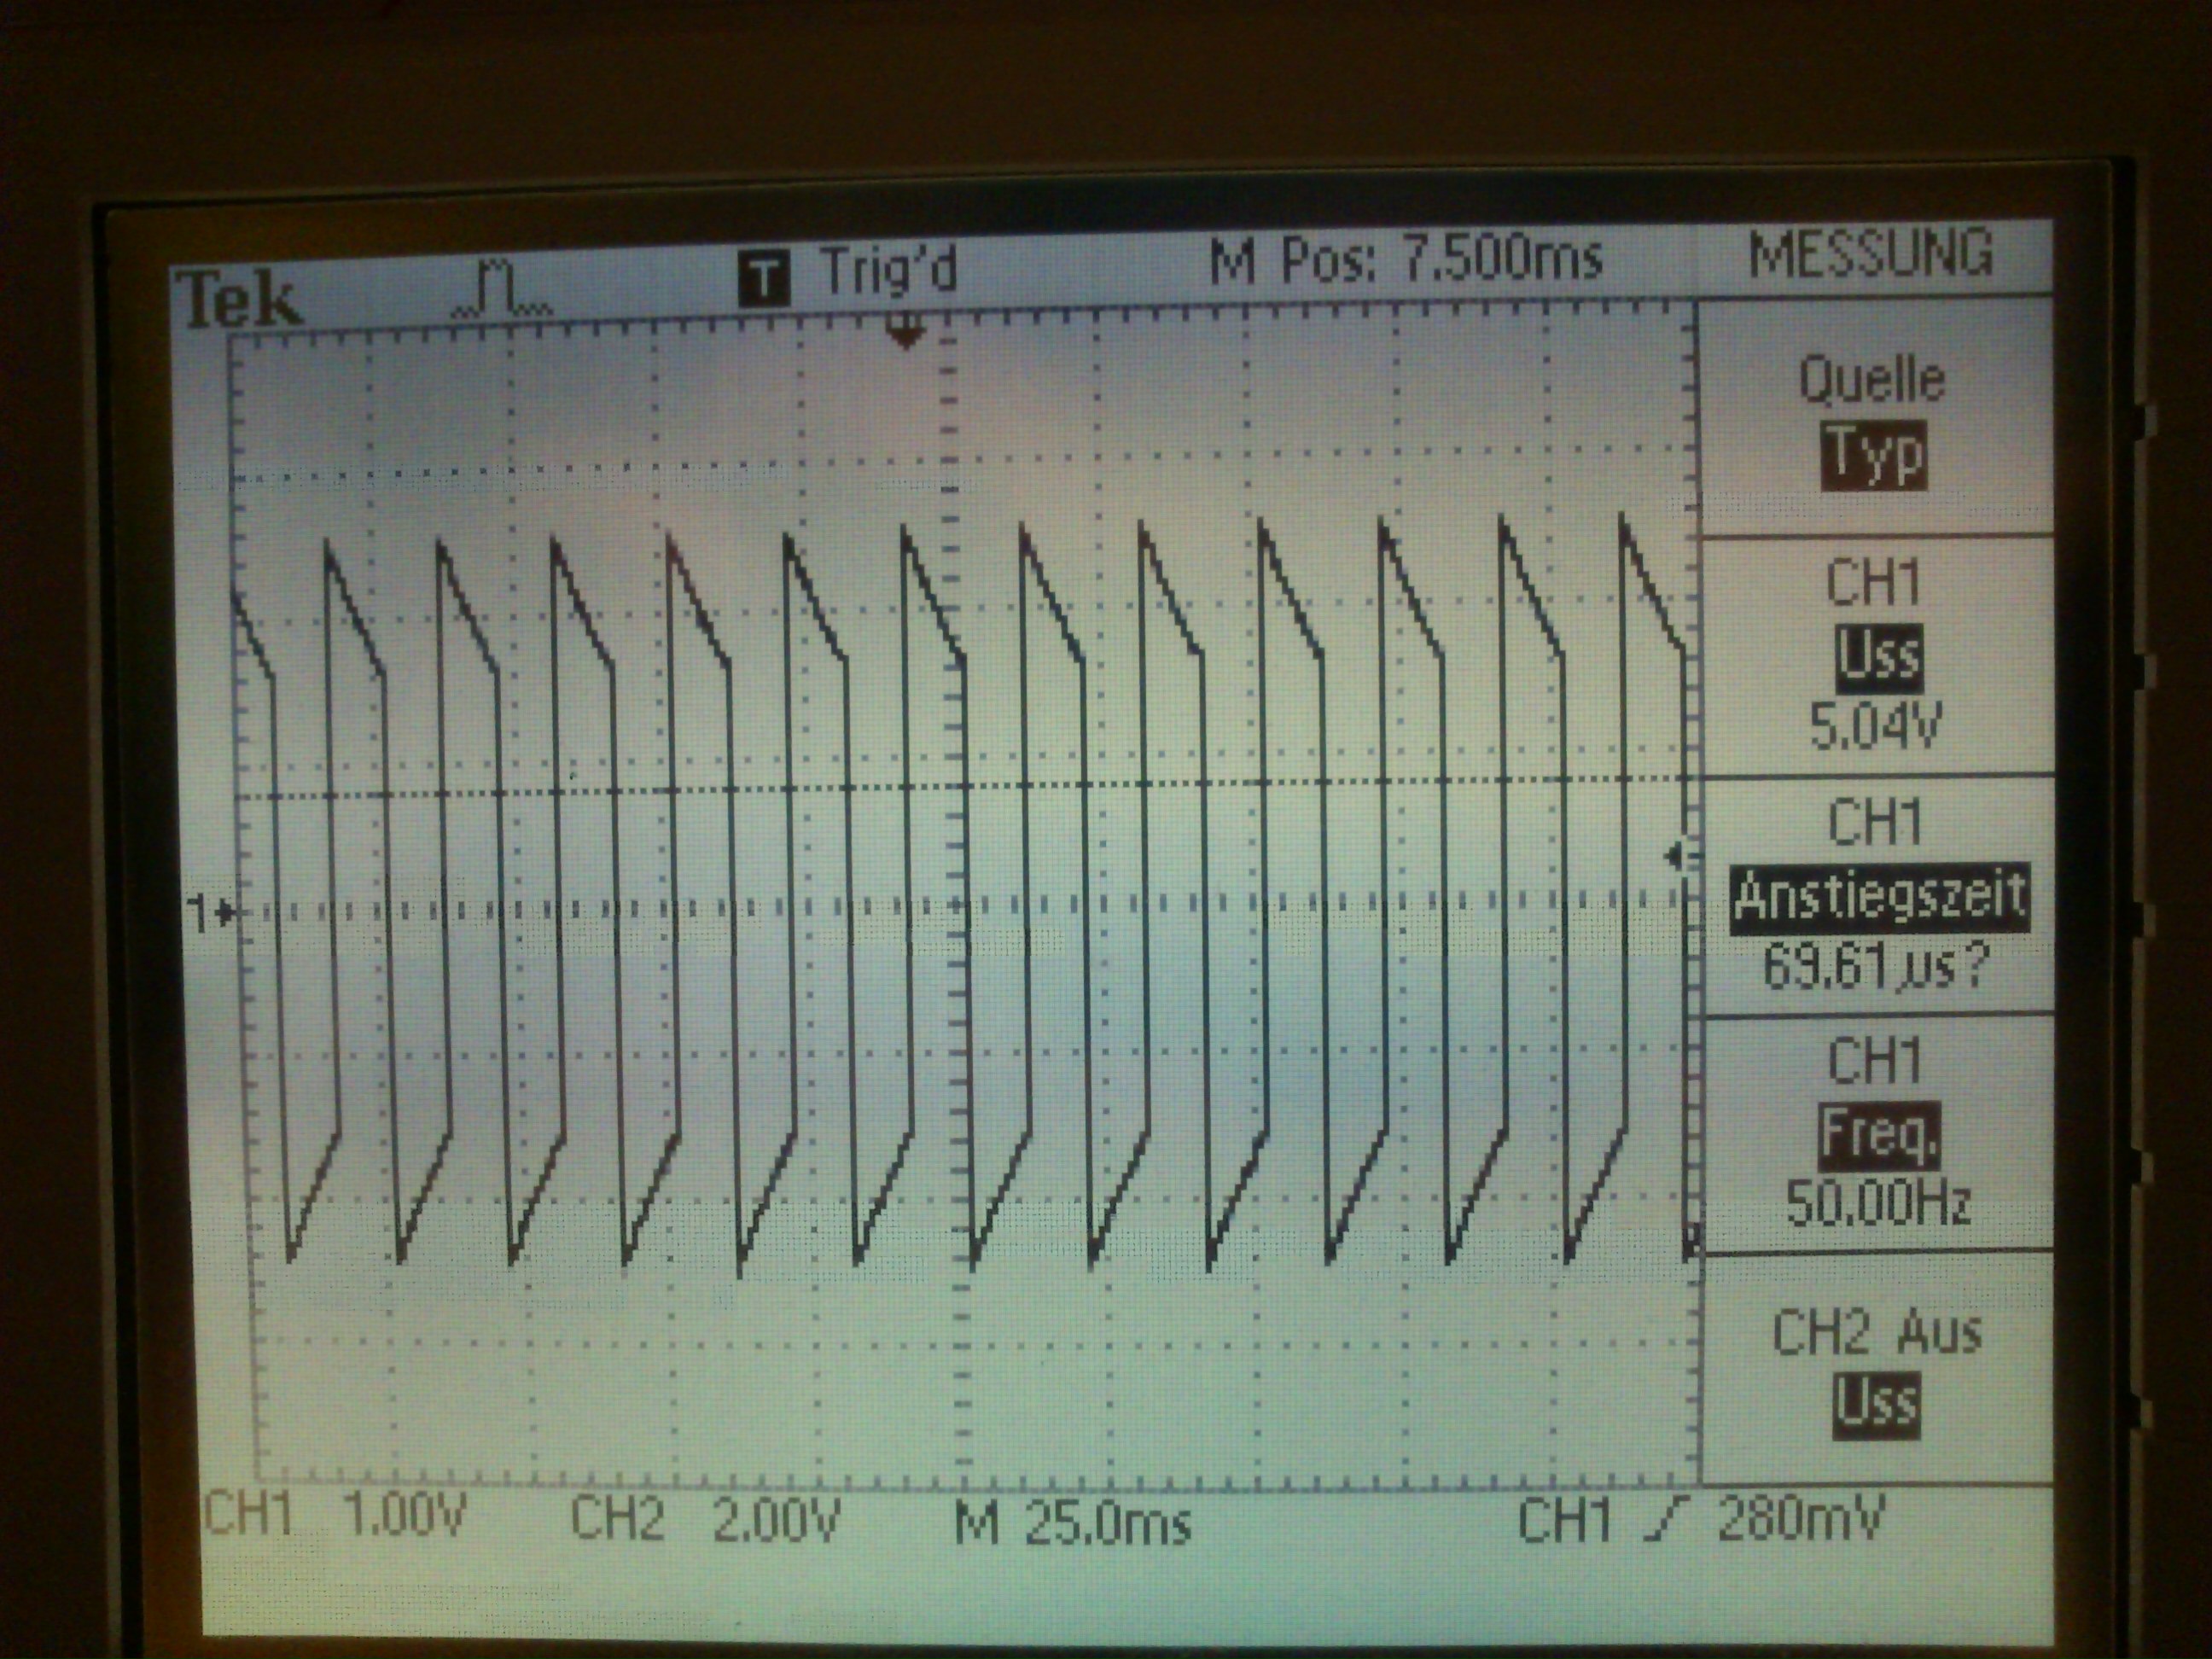 Tek T Trig'd M Pos: 7.500ms MESSUNG
Quelle
Typ
CH1
Uss
5.04V
CH1
Anstiegszeit
69.61µs?
CH1
Freq.
50.00Hz
CH2 Aus
Uss
1
CH1 1.00V CH2 2.00V M 25.0ms CH1 280mV